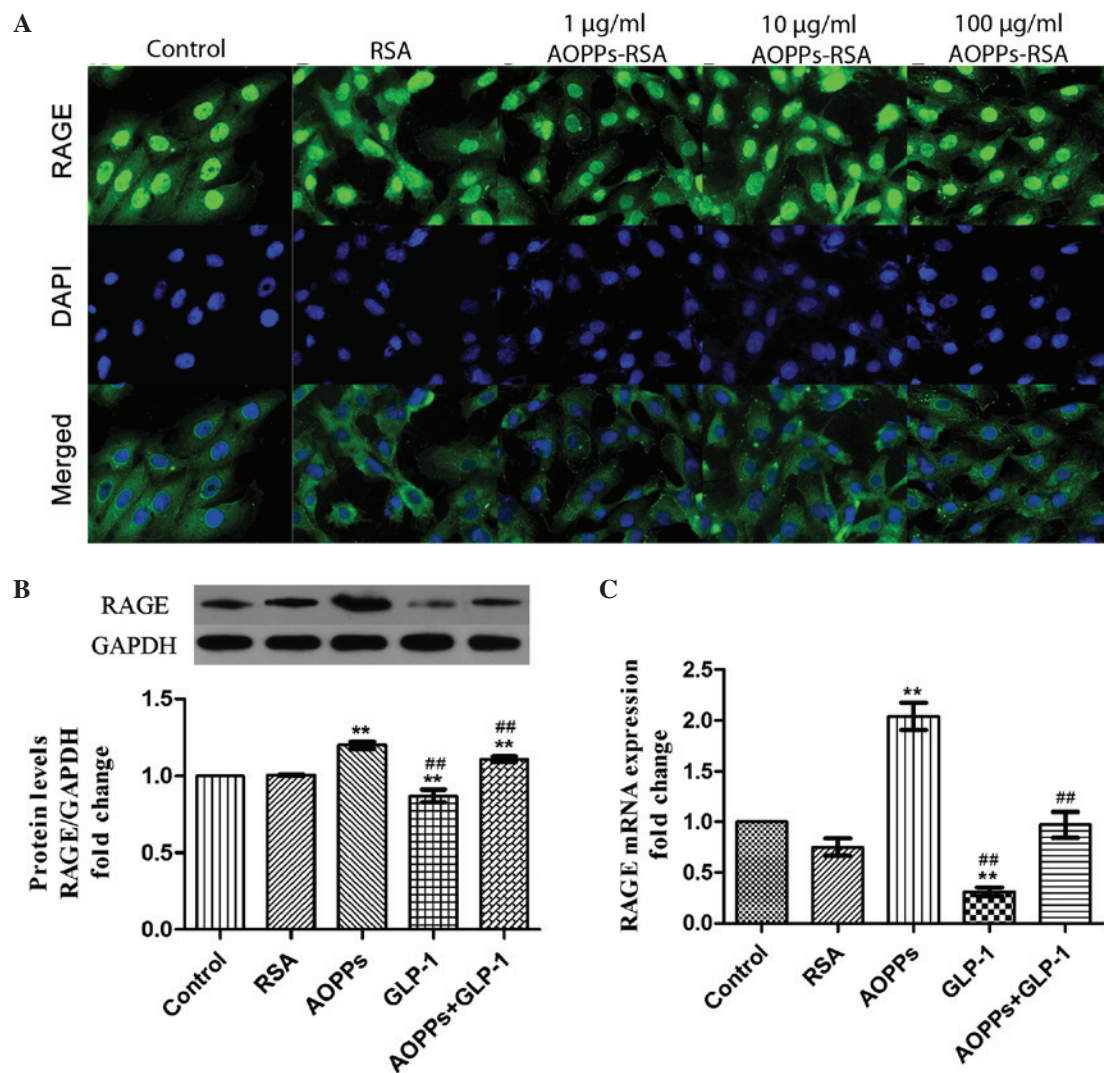 A
Control
RSA
1 µg/ml
AOPPs-RSA
10 µg/ml
AOPPs-RSA
100 µg/ml
AOPPs-RSA
RAGE
DAPI
Merged
B
RAGE
GAPDH
Protein levels
RAGE/GAPDH
fold change
1.5
1.0
0.5
0.0
**
##
**
##
**
Control
RSA
AOPPs
GLP-1
AOPPs+GLP-1
C
RAGE mRNA expression
fold change
2.5
2.0
1.5
1.0
0.5
0.0
**
##
**
##
Control
RSA
AOPPs
GLP-1
AOPPs+GLP-1